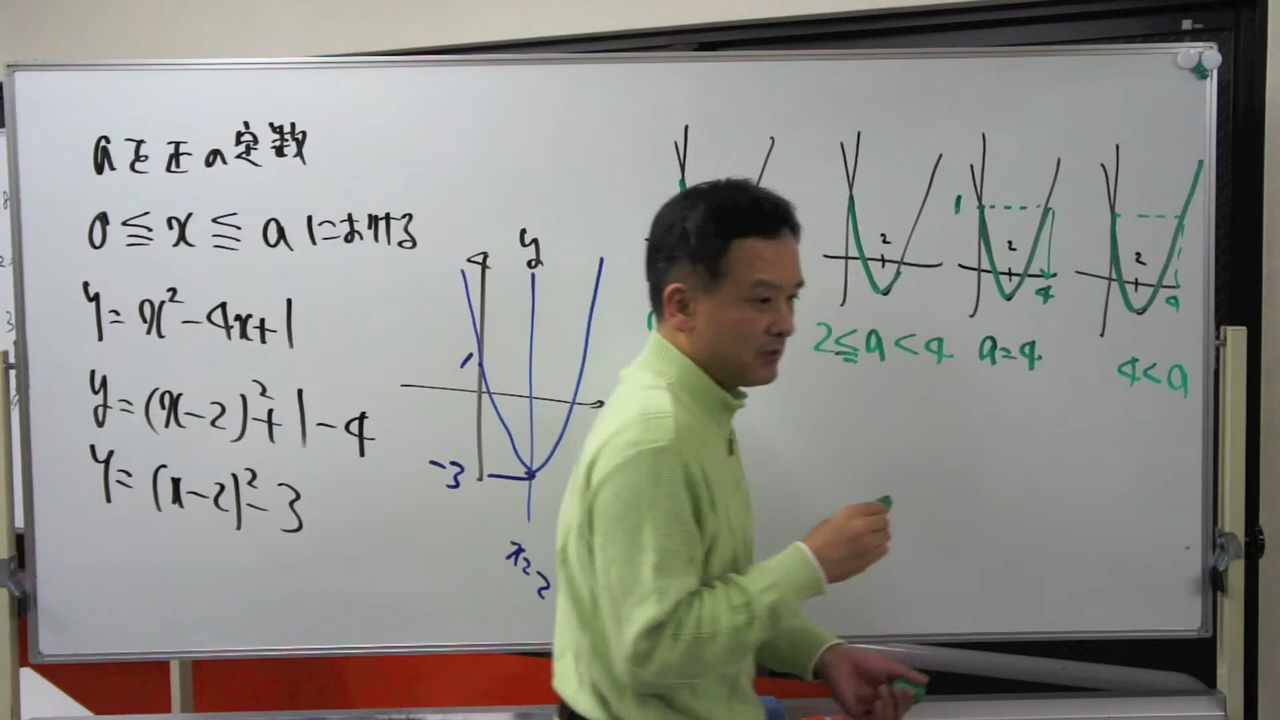 aを正の定数
0≦x≦aにおける
y=x²-4x+1
y=(x-2)²+1-4
y=(x-2)²-3
y
1
-3
x=2
2
2≦a<4
1
2
4
a=4
2
a
4<a